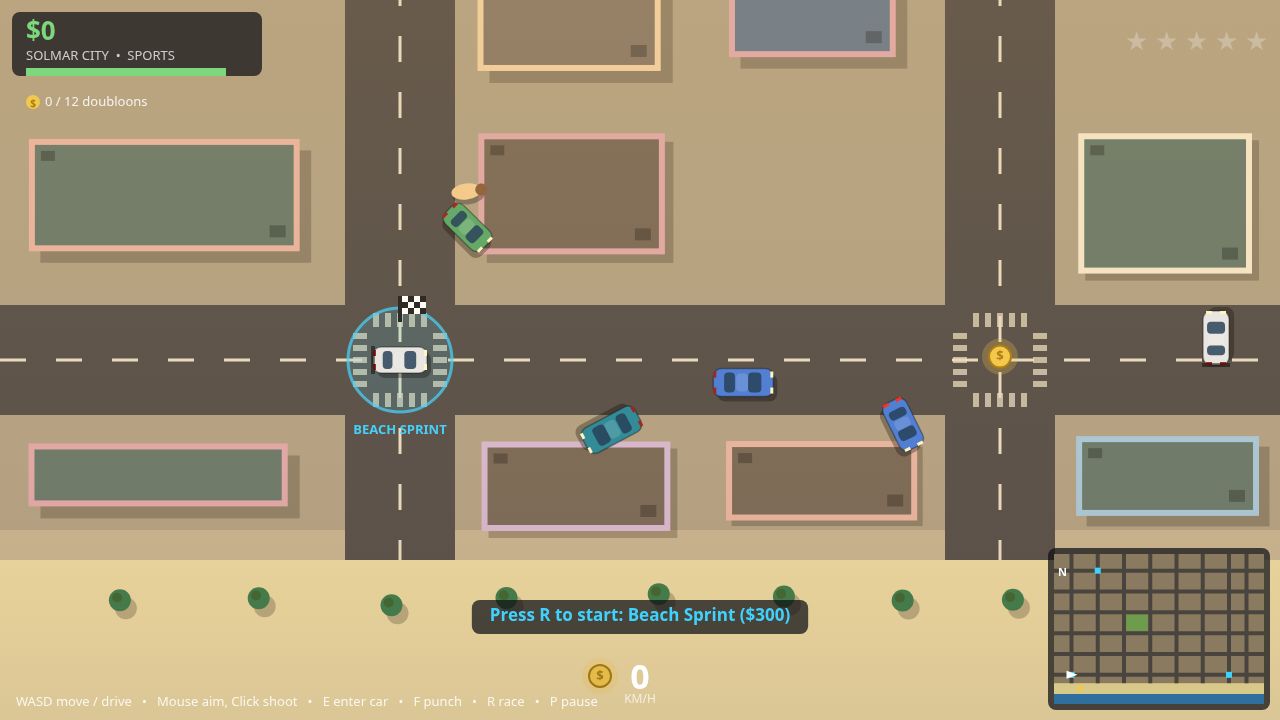 $0
SOLMAR CITY • SPORTS
0 / 12 doubloons
BEACH SPRINT
N
Press R to start: Beach Sprint ($300)
0
KM/H
WASD move / drive • Mouse aim, Click shoot • E enter car • F punch • R race • P pause